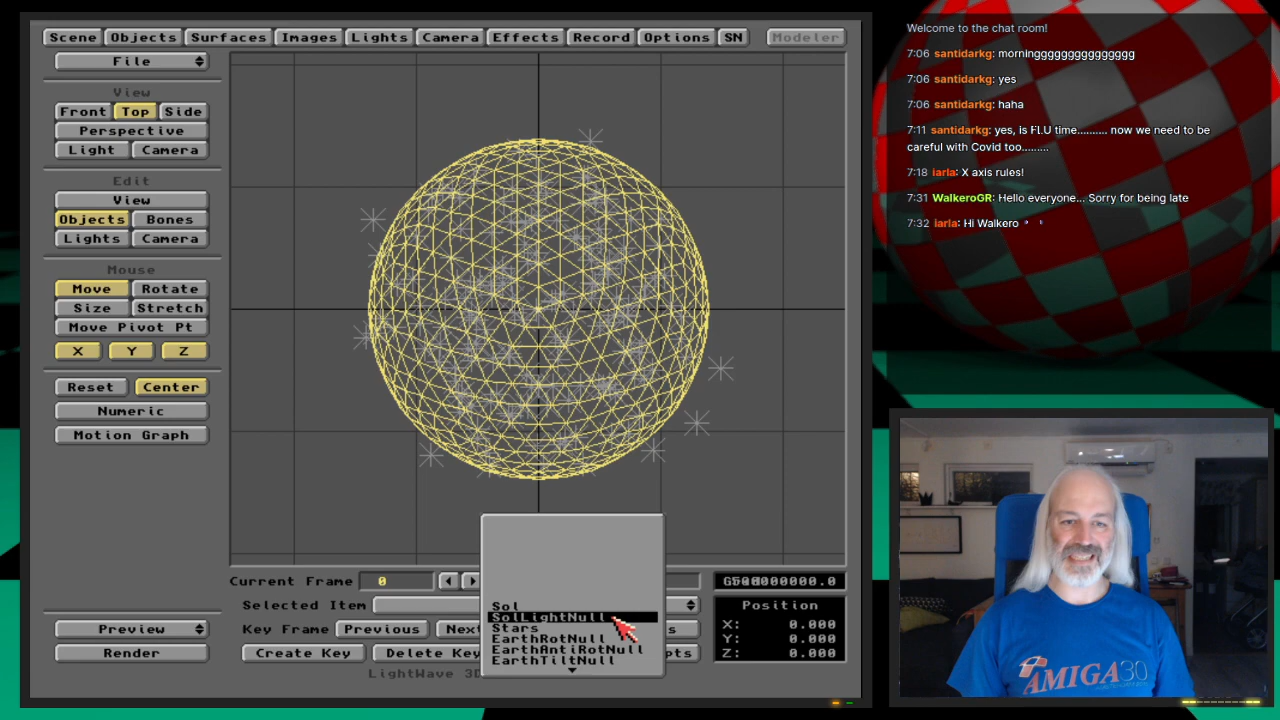 Scene Objects Surfaces Images Lights Camera Effects Record Options SN Modeler
File
View
Front Top Side
Perspective
Light Camera
Edit
View
Objects Bones
Lights Camera
Mouse
Move Rotate
Size Stretch
Move Pivot Pt
X Y Z
Reset Center
Numeric
Motion Graph
Preview
Render
Current Frame 0
Selected Item
Key Frame Previous
Create Key Delete Key
LightWave 3D
Sol
SolLightNull
Stars
EarthRotNull
EarthAntiRotNull
EarthTiltNull
Position
X: 0.000
Y: 0.000
Z: 0.000
Welcome to the chat room!
7:06 santidarkg: morninggggggggggggggg
7:06 santidarkg: yes
7:06 santidarkg: haha
7:11 santidarkg: yes, is FLU time.......... now we need to be
careful with Covid too.........
7:18 iarla: X axis rules!
7:31 WalkeroGR: Hello everyone... Sorry for being late
7:32 iarla: Hi Walkero
AMIGA30